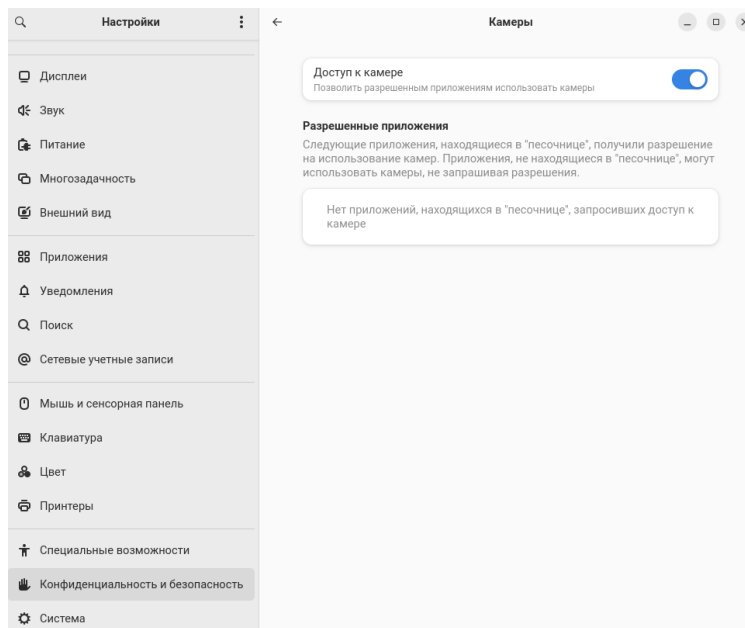 Настройки
Камеры
Дисплеи
Звук
Питание
Многозадачность
Внешний вид
Приложения
Уведомления
Поиск
Сетевые учетные записи
Мышь и сенсорная панель
Клавиатура
Цвет
Принтеры
Специальные возможности
Конфиденциальность и безопасность
Система
Доступ к камере
Позволить разрешенным приложениям использовать камеры
Разрешенные приложения
Следующие приложения, находящиеся в "песочнице", получили разрешение
на использование камер. Приложения, не находящиеся в "песочнице", могут
использовать камеры, не запрашивая разрешения.
Нет приложений, находящихся в "песочнице", запросивших доступ к
камере